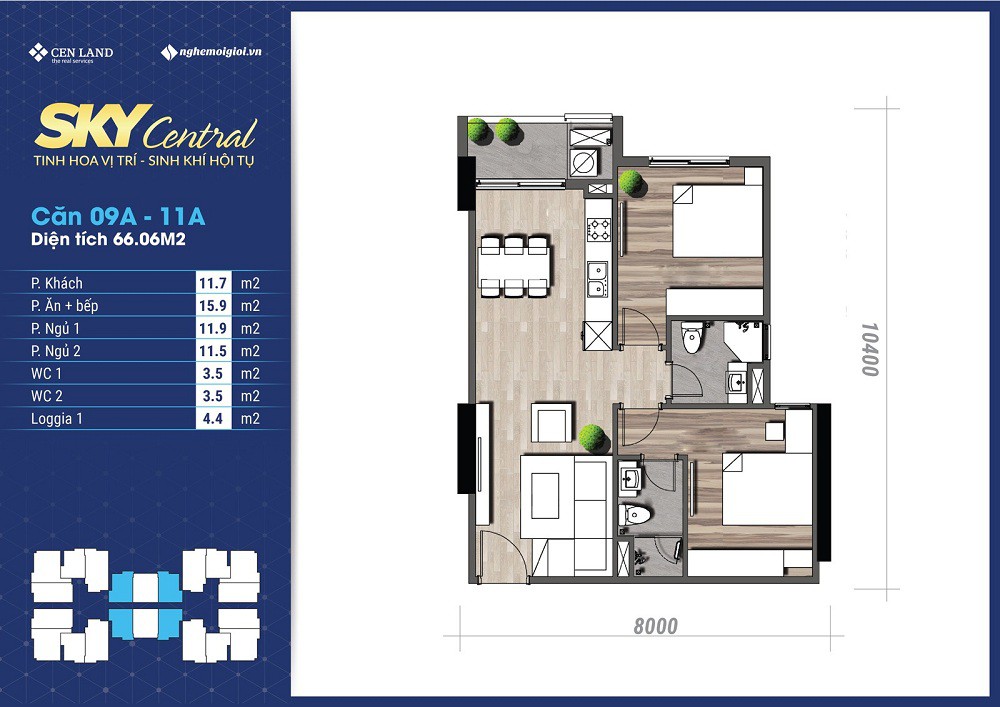 CEN LAND
the real services
nghemoigioi.vn
SKY Central
TINH HOA VỊ TRÍ - SINH KHÍ HỘI TỤ
Căn 09A - 11A
Diện tích 66.06M2
P. Khách 11.7 m2
P. Ăn + bếp 15.9 m2
P. Ngủ 1 11.9 m2
P. Ngủ 2 11.5 m2
WC 1 3.5 m2
WC 2 3.5 m2
Loggia 1 4.4 m2
10400
8000